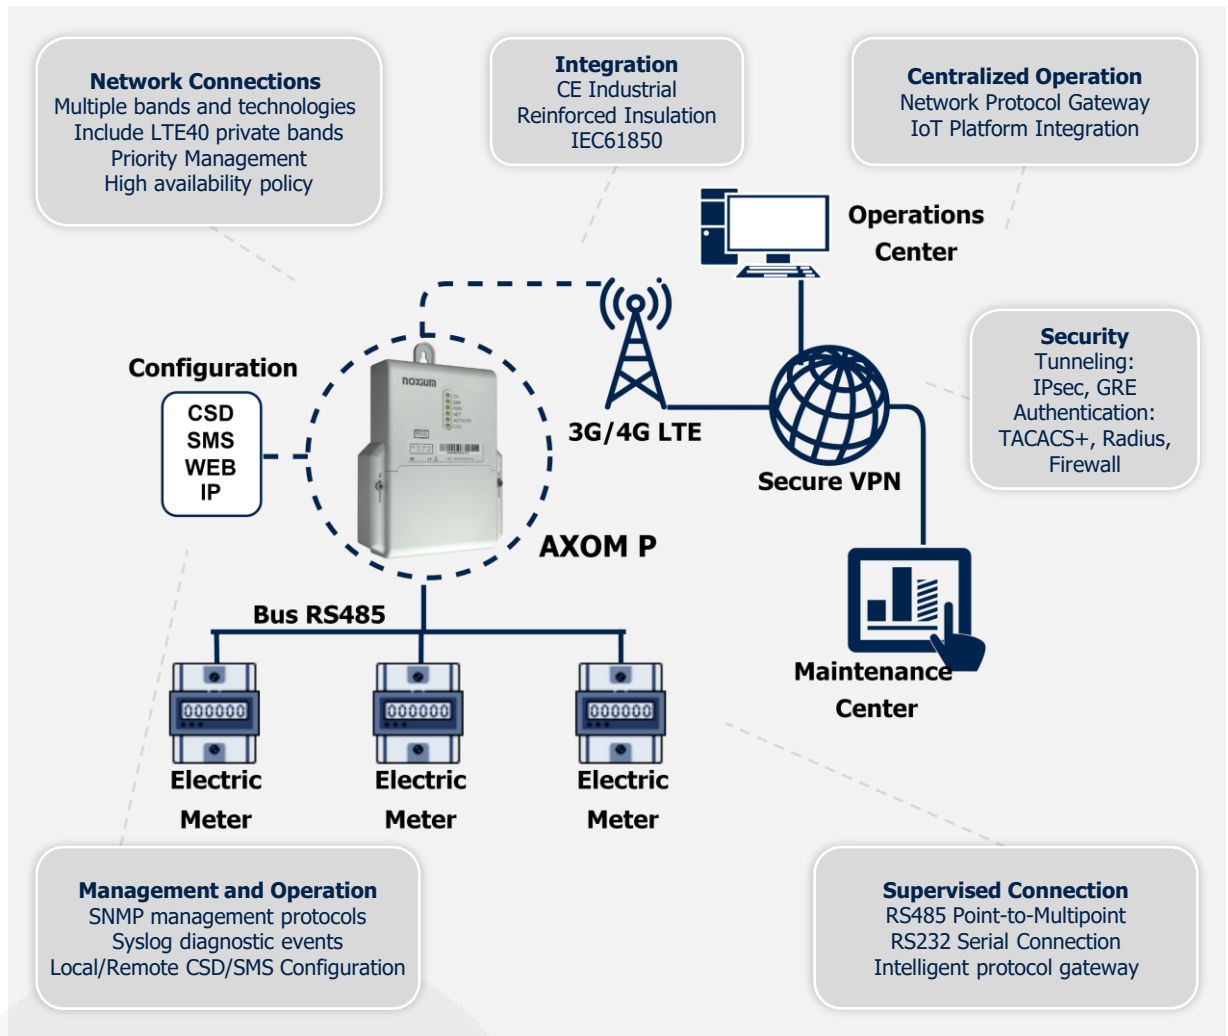 Network Connections
Multiple bands and technologies
Include LTE40 private bands
Priority Management
High availability policy
Integration
CE Industrial
Reinforced Insulation
IEC61850
Centralized Operation
Network Protocol Gateway
IoT Platform Integration
Operations
Center
Security
Tunneling:
IPsec, GRE
Authentication:
TACACS+, Radius,
Firewall
Configuration
CSD
SMS
WEB
IP
noxium
3G/4G LTE
Secure VPN
AXOM P
Bus RS485
000000
000000
000000
Electric
Meter
Electric
Meter
Electric
Meter
Maintenance
Center
Management and Operation
SNMP management protocols
Syslog diagnostic events
Local/Remote CSD/SMS Configuration
Supervised Connection
RS485 Point-to-Multipoint
RS232 Serial Connection
Intelligent protocol gateway